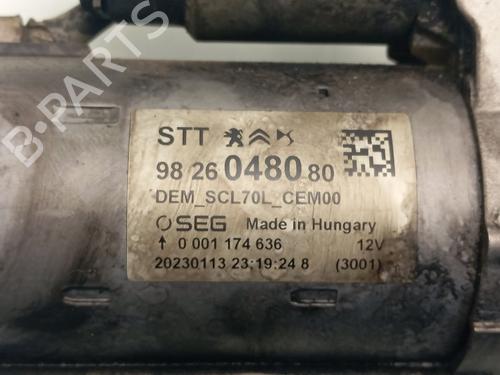 STT
98 26 0480 80
DEM_SCL70L_CEM00
SEG Made in Hungary
↑ 0 001 174 636 12V
20230113 23:19:24 8 (3001)
B-PARTS